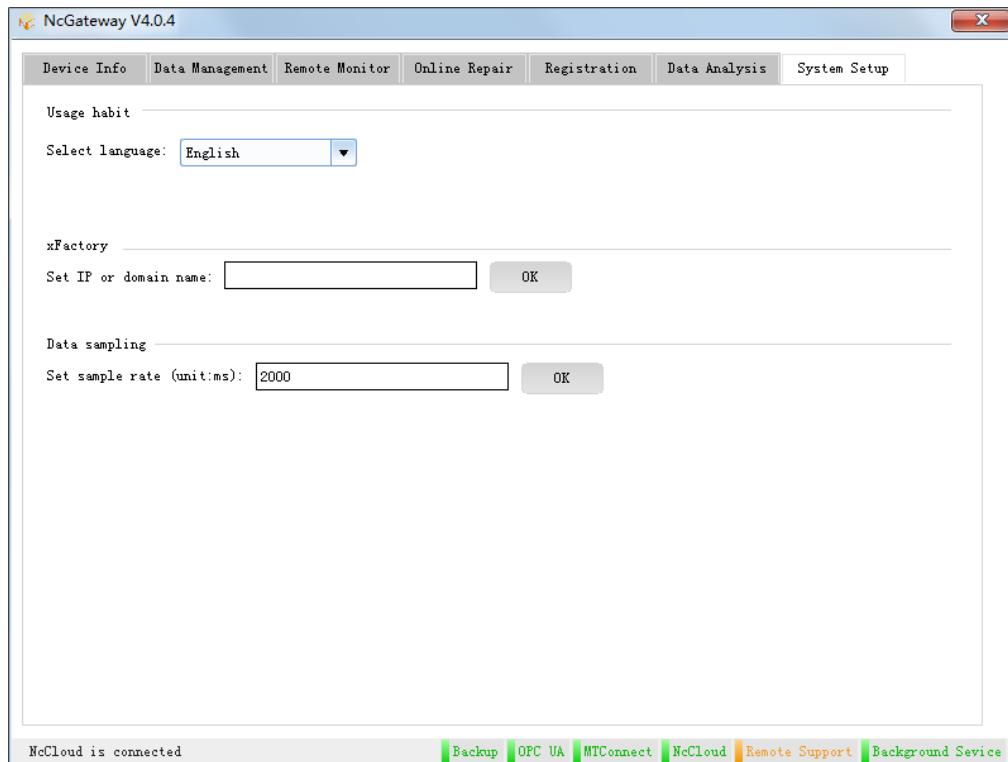 NcGateway V4.0.4
Device Info Data Management Remote Monitor Online Repair Registration Data Analysis System Setup
Usage habit
Select language: English
xFactory
Set IP or domain name: OK
Data sampling
Set sample rate (unit:ms): 2000 OK
NcCloud is connected Backup OPC UA MTConnect NcCloud Remote Support Background Sevice